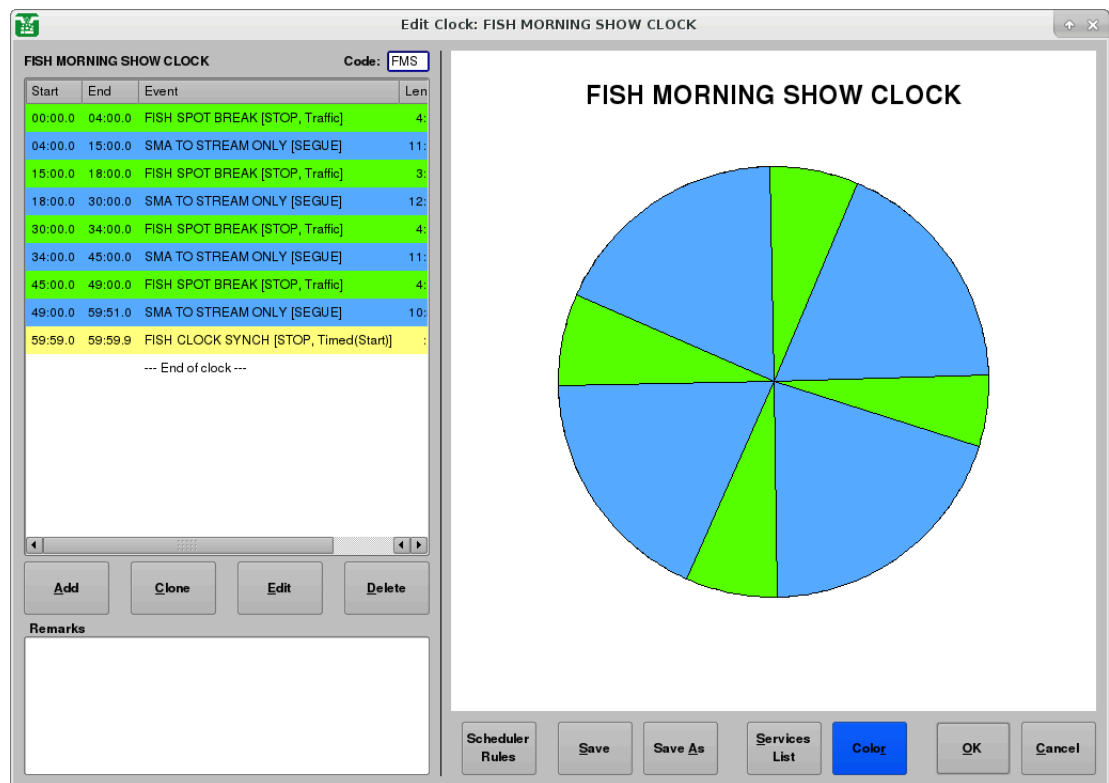 Edit Clock: FISH MORNING SHOW CLOCK
FISH MORNING SHOW CLOCK Code: FMS
Start End Event Len
00:00.0 04:00.0 FISH SPOT BREAK [STOP, Traffic] 4:
04:00.0 15:00.0 SMA TO STREAM ONLY [SEGUE] 11:
15:00.0 18:00.0 FISH SPOT BREAK [STOP, Traffic] 3:
18:00.0 30:00.0 SMA TO STREAM ONLY [SEGUE] 12:
30:00.0 34:00.0 FISH SPOT BREAK [STOP, Traffic] 4:
34:00.0 45:00.0 SMA TO STREAM ONLY [SEGUE] 11:
45:00.0 49:00.0 FISH SPOT BREAK [STOP, Traffic] 4:
49:00.0 59:51.0 SMA TO STREAM ONLY [SEGUE] 10:
59:59.0 59:59.9 FISH CLOCK SYNCH [STOP, Timed(Start)] :
--- End of clock ---
Add Clone Edit Delete
Remarks
FISH MORNING SHOW CLOCK
Scheduler Rules
Save
Save As
Services List
Color
OK
Cancel